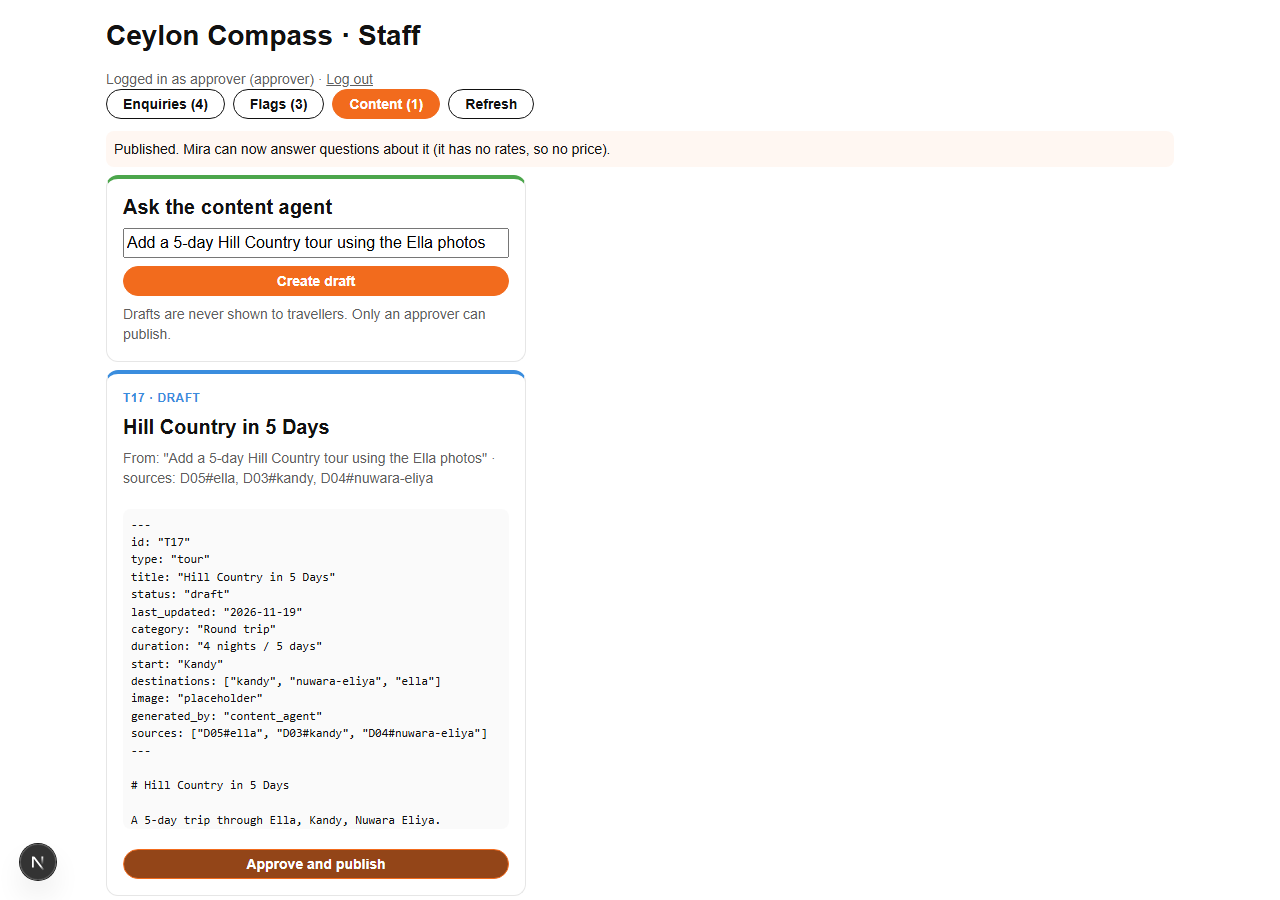 Ceylon Compass · Staff
Logged in as approver (approver) · Log out
Enquiries (4) Flags (3) Content (1) Refresh
Published. Mira can now answer questions about it (it has no rates, so no price).
Ask the content agent
Add a 5-day Hill Country tour using the Ella photos
Create draft
Drafts are never shown to travellers. Only an approver can
publish.
T17 · DRAFT
Hill Country in 5 Days
From: "Add a 5-day Hill Country tour using the Ella photos" ·
sources: D05#ella, D03#kandy, D04#nuwara-eliya
---
id: "T17"
type: "tour"
title: "Hill Country in 5 Days"
status: "draft"
last_updated: "2026-11-19"
category: "Round trip"
duration: "4 nights / 5 days"
start: "Kandy"
destinations: ["kandy", "nuwara-eliya", "ella"]
image: "placeholder"
generated_by: "content_agent"
sources: ["D05#ella", "D03#kandy", "D04#nuwara-eliya"]
---
# Hill Country in 5 Days
A 5-day trip through Ella, Kandy, Nuwara Eliya.
Approve and publish
N